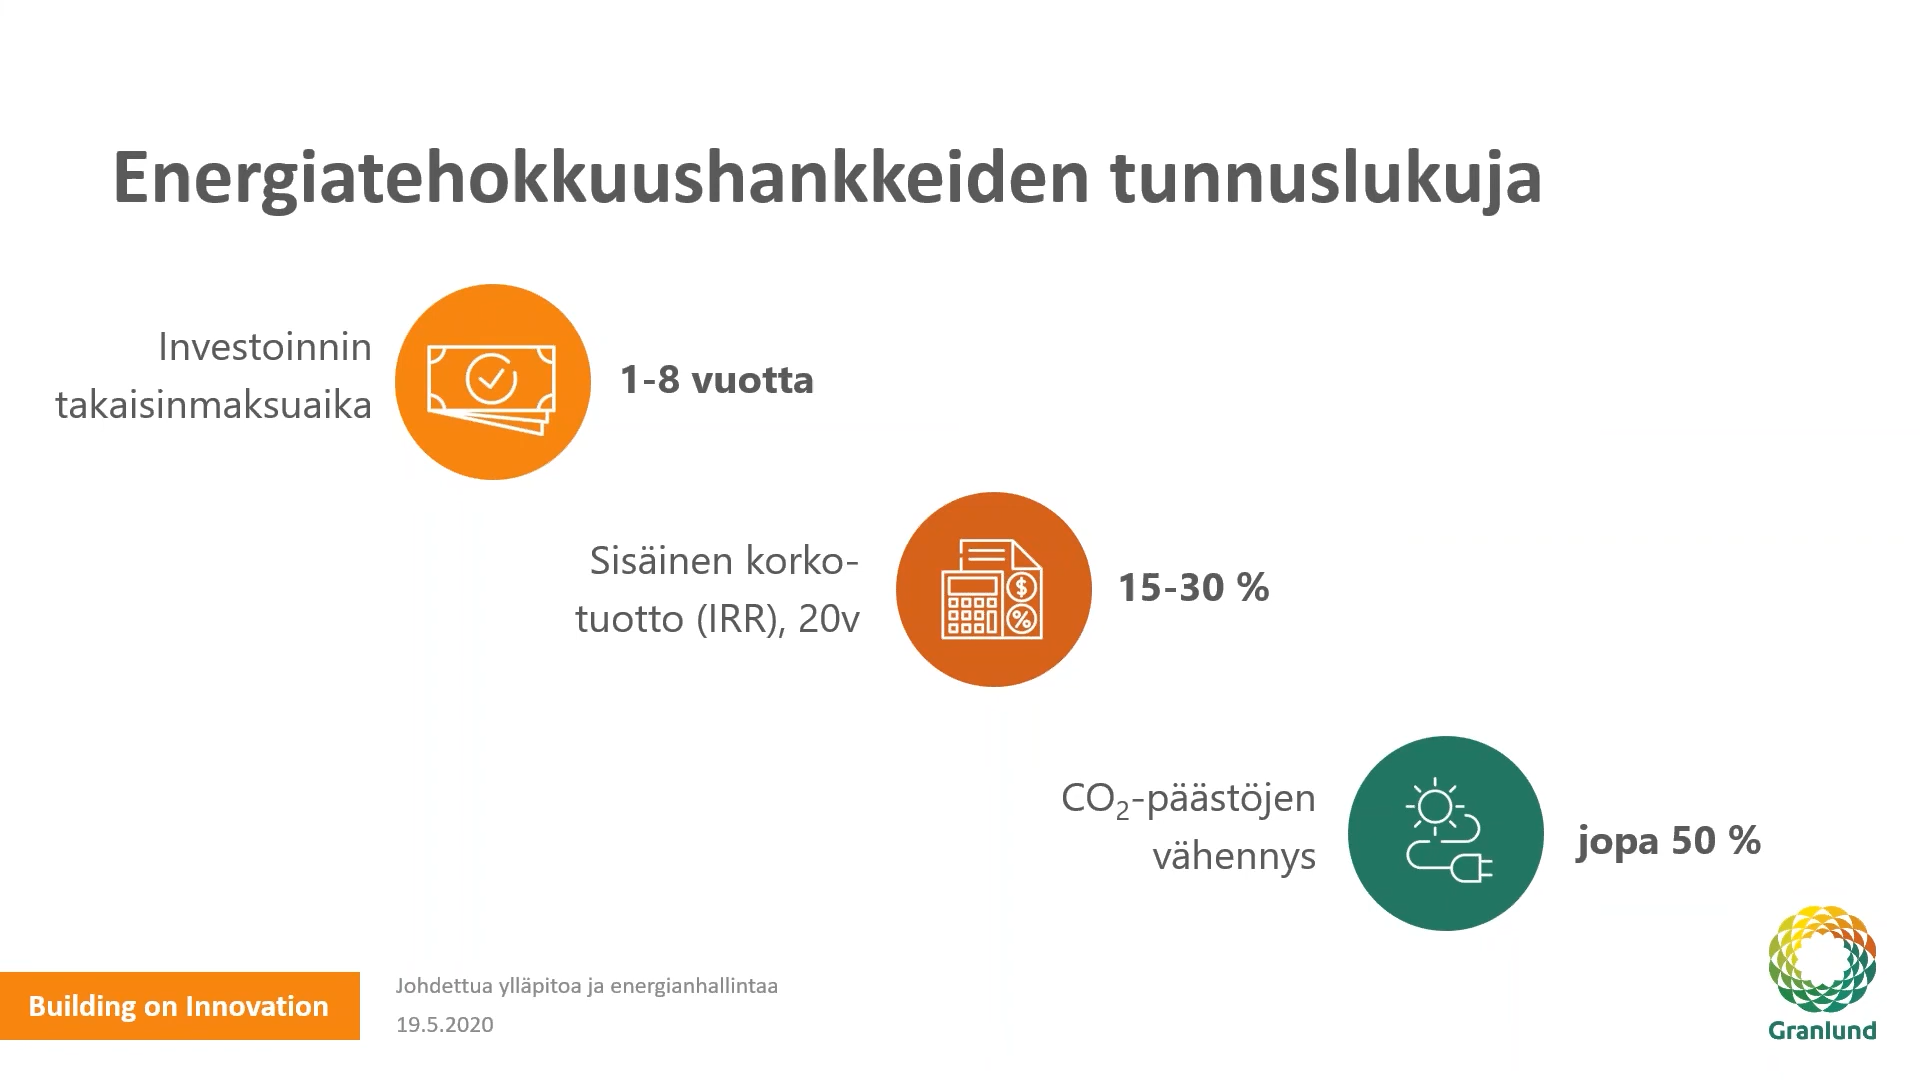 Energiatehokkuushankkeiden tunnuslukuja
Investoinnin
takaisinmaksuaika
1-8 vuotta
Sisäinen korko-
tuotto (IRR), 20v
$
%
15-30 %
CO₂-päästöjen
vähennys
jopa 50 %
Building on Innovation
Johdettua ylläpitoa ja energianhallintaa
19.5.2020
Granlund